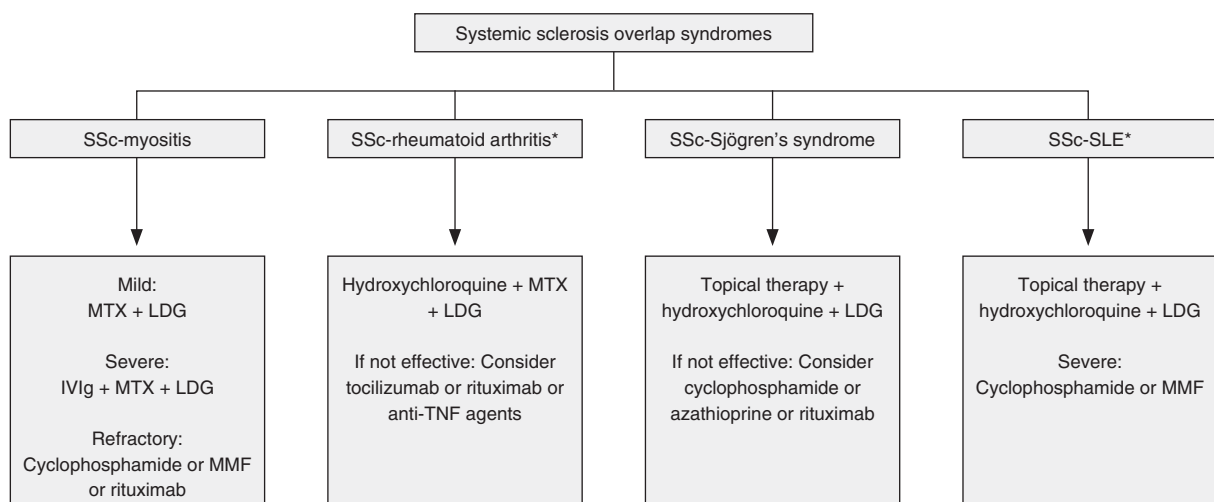 Systemic sclerosis overlap syndromes
SSc-myositis
SSc-rheumatoid arthritis*
SSc-Sjögren’s syndrome
SSc-SLE*
Mild:
MTX + LDG
Severe:
IVIg + MTX + LDG
Refractory:
Cyclophosphamide or MMF
or rituximab
Hydroxychloroquine + MTX
+ LDG
If not effective: Consider
tocilizumab or rituximab or
anti-TNF agents
Topical therapy +
hydroxychloroquine + LDG
If not effective: Consider
cyclophosphamide or
azathioprine or rituximab
Topical therapy +
hydroxychloroquine + LDG
Severe:
Cyclophosphamide or MMF